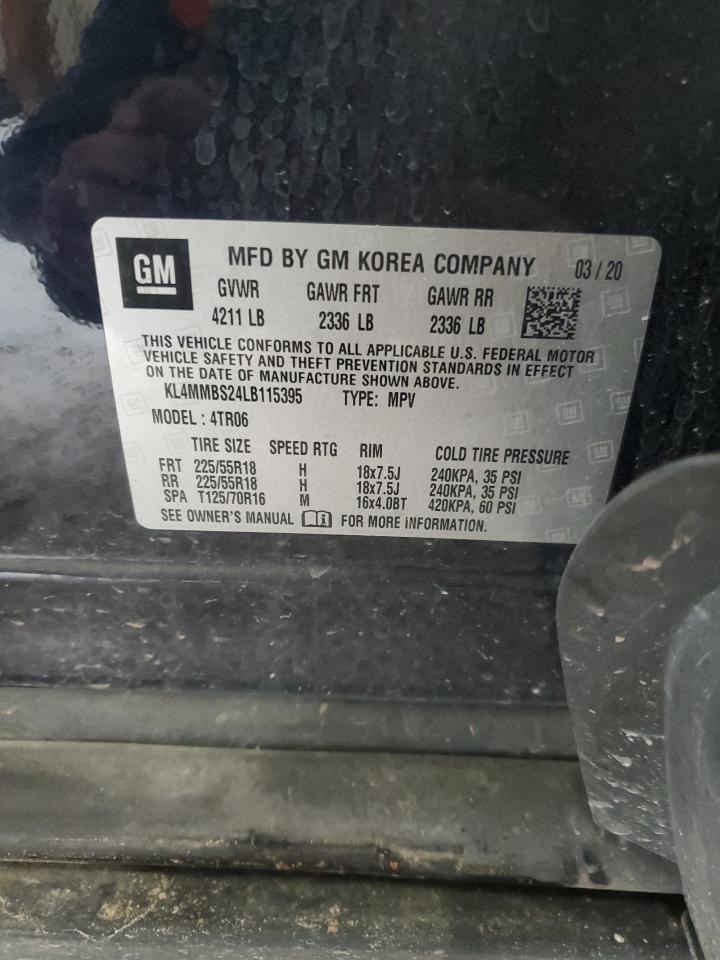 GM
MFD BY GM KOREA COMPANY 03/20
GVWR GAWR FRT GAWR RR
4211 LB 2336 LB 2336 LB
THIS VEHICLE CONFORMS TO ALL APPLICABLE U.S. FEDERAL MOTOR
VEHICLE SAFETY AND THEFT PREVENTION STANDARDS IN EFFECT
ON THE DATE OF MANUFACTURE SHOWN ABOVE.
KL4MMBS24LB115395 TYPE: MPV
MODEL : 4TR06
TIRE SIZE SPEED RTG RIM COLD TIRE PRESSURE
FRT 225/55R18 H 18x7.5J 240KPA, 35 PSI
RR 225/55R18 H 18x7.5J 240KPA, 35 PSI
SPA T125/70R16 M 16x4.0BT 420KPA, 60 PSI
SEE OWNER'S MANUAL FOR MORE INFORMATION.